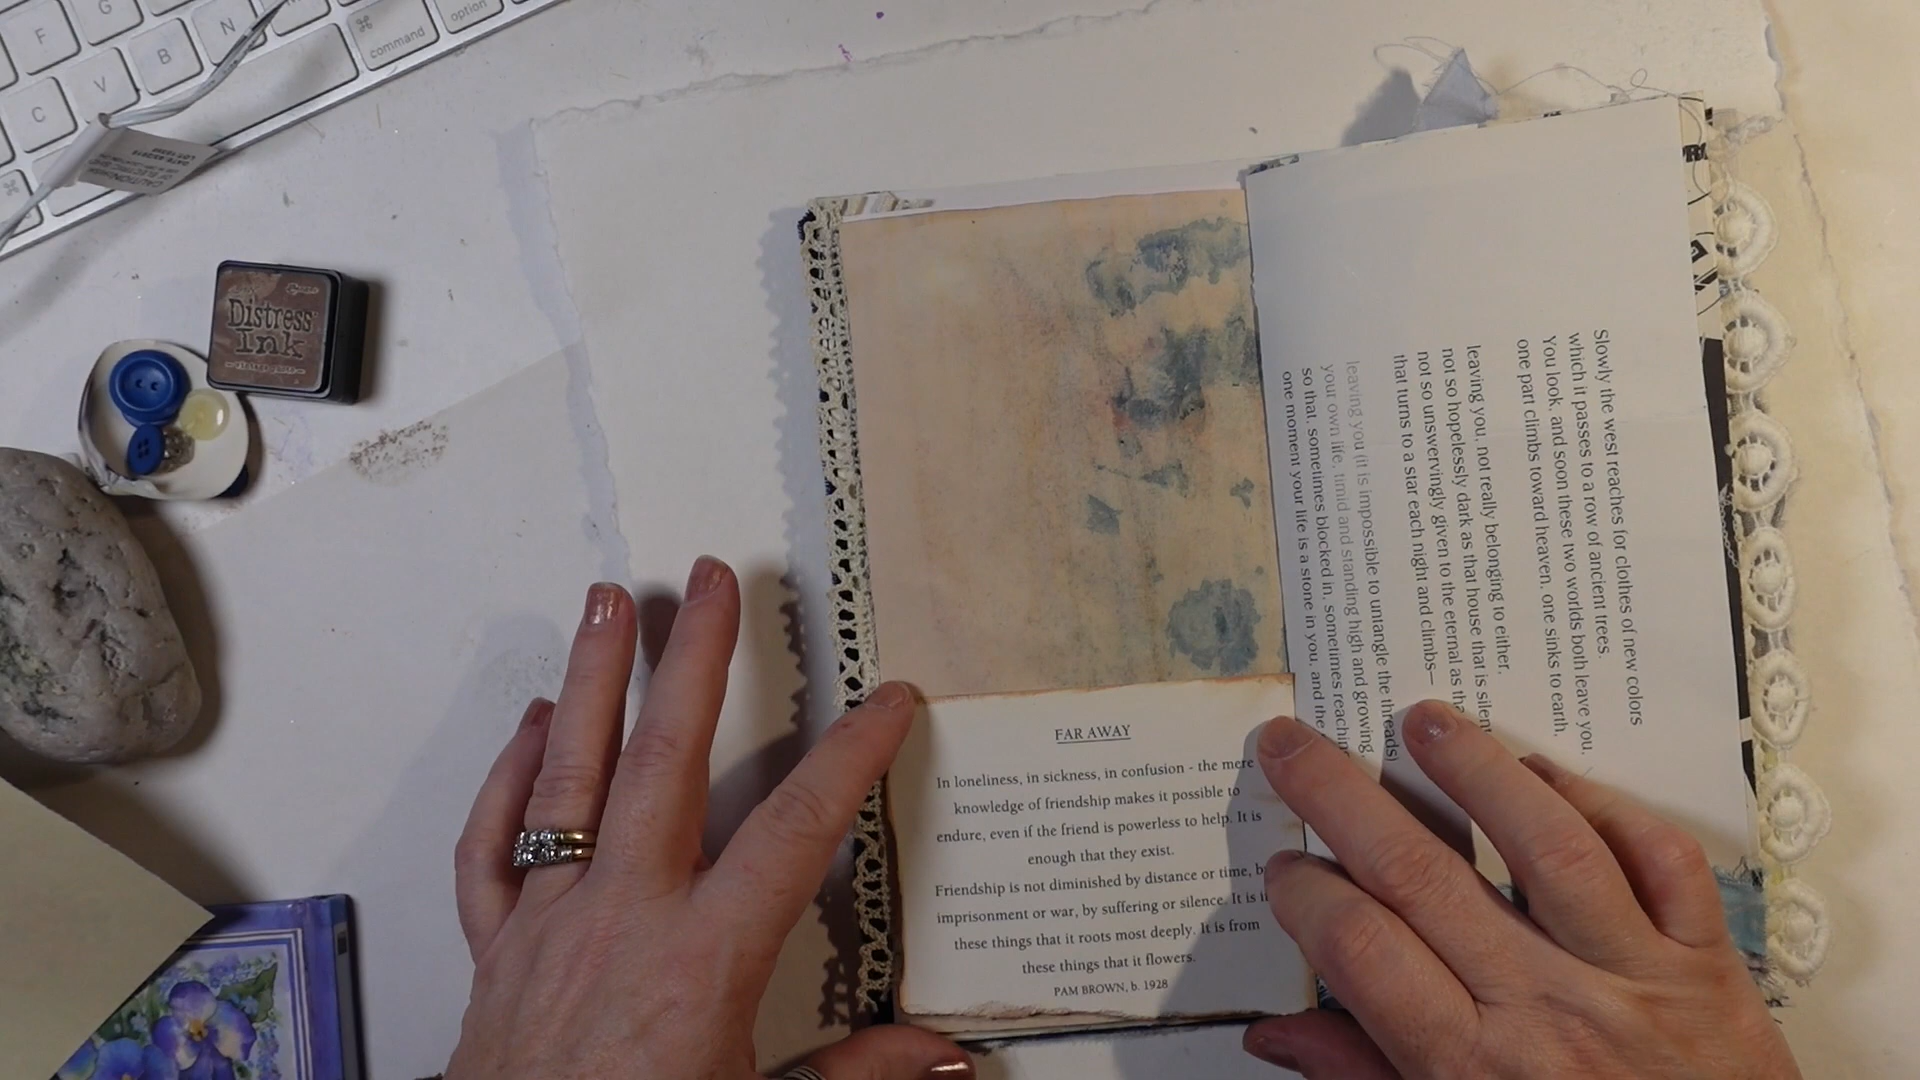 F
G
C
V
B
N
⌘
command
option
⌘
CAUTION:
Distress
Ink
FAR AWAY
In loneliness, in sickness, in confusion - the mere
knowledge of friendship makes it possible to
endure, even if the friend is powerless to help. It is
enough that they exist.
Friendship is not diminished by distance or time, b
imprisonment or war, by suffering or silence. It is i
these things that it roots most deeply. It is from
these things that it flowers.
PAM BROWN, b. 1928
Slowly the west reaches for clothes of new colors
which it passes to a row of ancient trees.
You look, and soon these two worlds both leave you,
one part climbs toward heaven, one sinks to earth,
leaving you, not really belonging to either,
not so hopelessly dark as that house that is silent
not so unswervingly given to the eternal as tha
that turns to a star each night and climbs—
leaving you (it is impossible to untangle the threads)
your own life, timid and standing high and growing,
so that, sometimes blocked in, sometimes reaching
one moment your life is a stone in you, and the